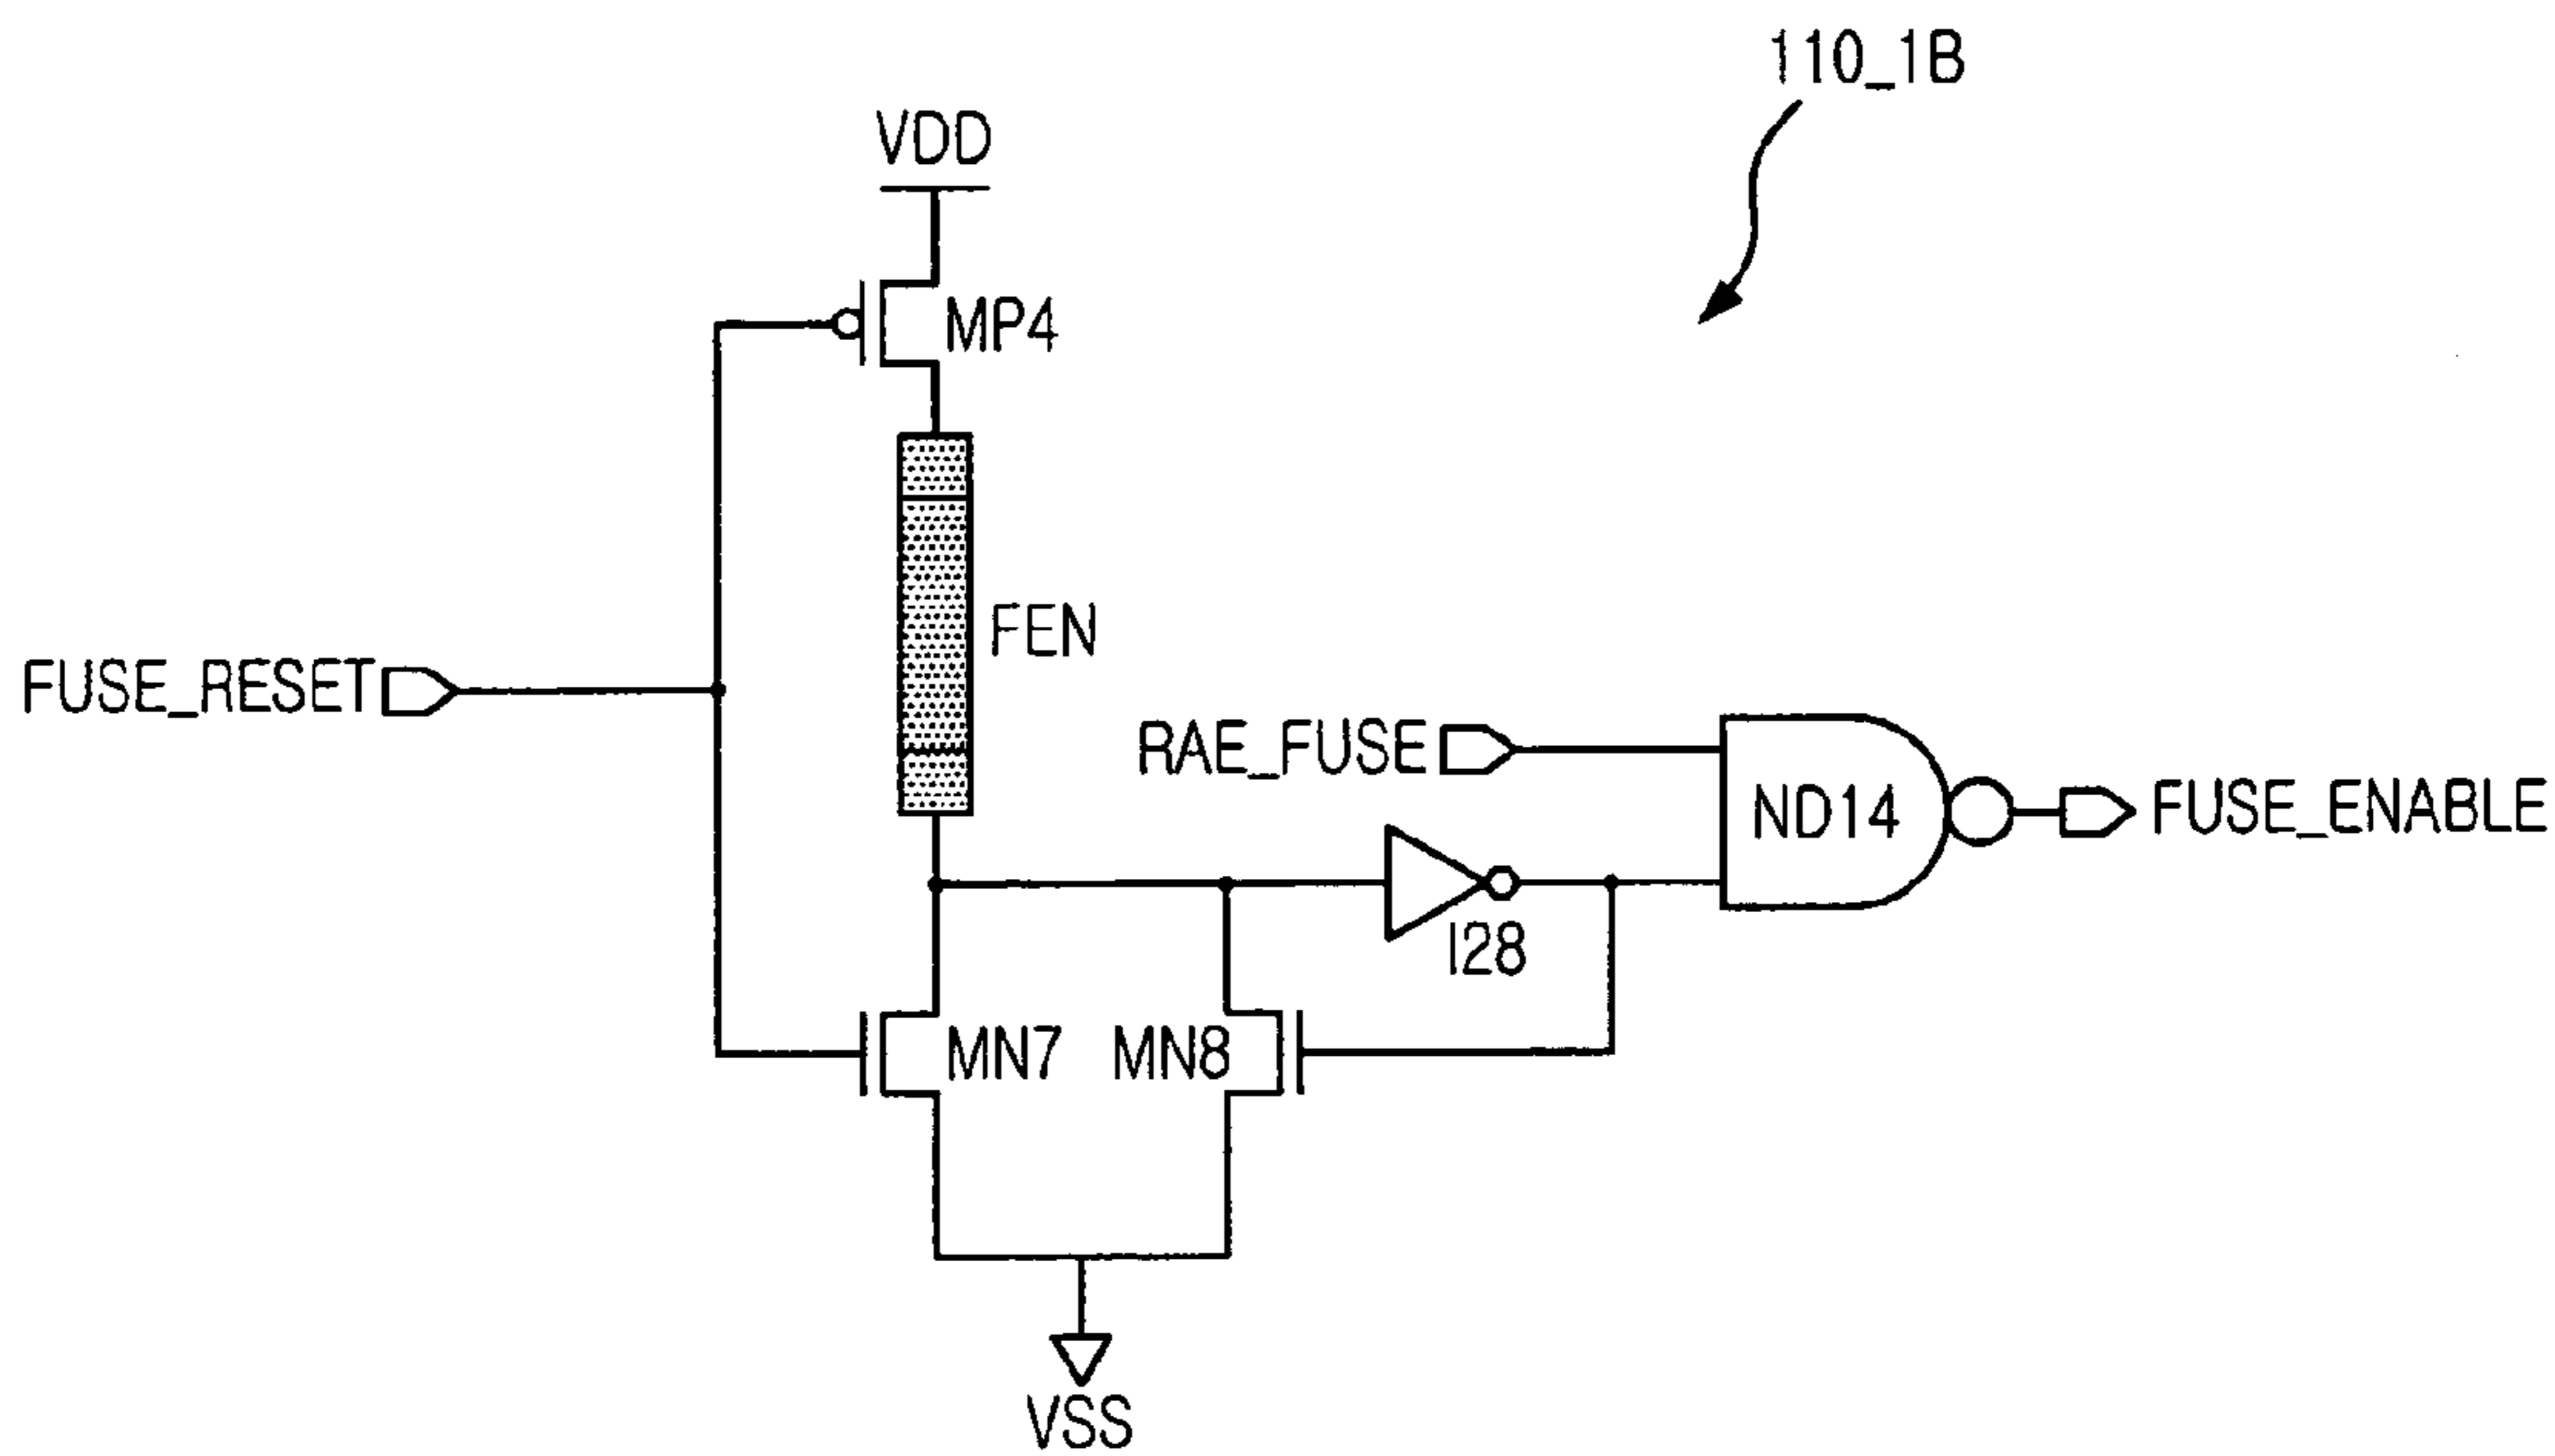 110_1B
VDD
MP4
FEN
FUSE_RESET
RAE_FUSE
ND14
FUSE_ENABLE
I28
MN7
MN8
VSS